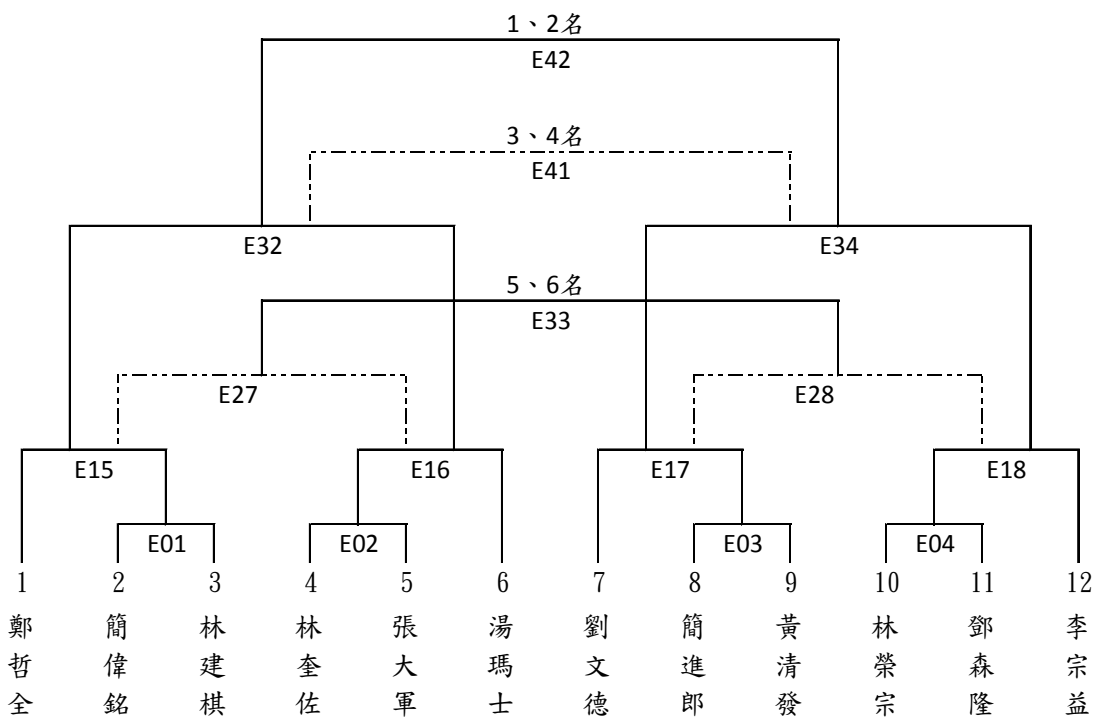 1、2名
E42
3、4名
E41
E32 E34
5、6名
E33
E27 E28
E15 E16 E17 E18
E01 E02 E03 E04
1 2 3 4 5 6 7 8 9 10 11 12
鄭哲全
簡偉銘
林建棋
林奎佐
張大軍
湯瑪士
劉文德
簡進郎
黃清發
林榮宗
鄧森隆
李宗益